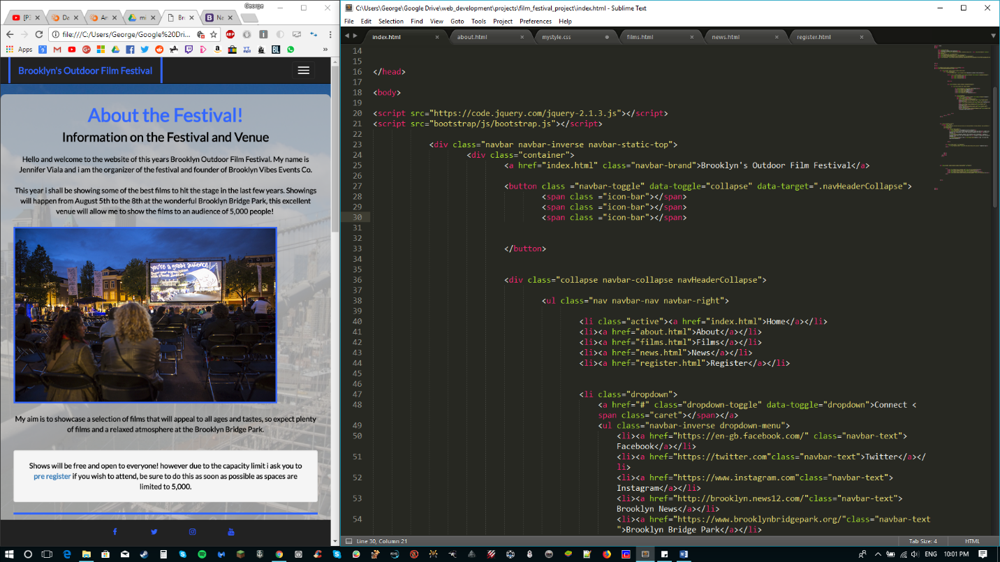 George
[P]
Da
An
mi
Bro
Na
file:///C:/Users/George/Google%20Dri...
Apps
Brooklyn's Outdoor Film Festival
About the Festival!
Information on the Festival and Venue
Hello and welcome to the website of this years Brooklyn Outdoor Film Festival. My name is
Jennifer Viala and i am the organizer of the festival and founder of Brooklyn Vibes Events Co.
This year i shall be showing some of the best films to hit the stage in the last few years. Showings
will happen from August 5th to the 8th at the wonderful Brooklyn Bridge Park, this excellent
venue will allow me to show the films to an audience of 5,000 people!
you're a great audience!
My aim is to showcase a selection of films that will appeal to all ages and tastes, so expect plenty
of films and a relaxed atmosphere at the Brooklyn Bridge Park.
Shows will be free and open to everyone! however due to the capacity limit i ask you to
pre register if you wish to attend, be sure to do this as soon as possible as spaces are
limited to 5,000.
C:\Users\George\Google Drive\web_development\projects\film_festival_project\index.html - Sublime Text
File Edit Selection Find View Goto Tools Project Preferences Help
index.html about.html mystyle.css films.html news.html register.html
14
15
16 </head>
17
18 <body>
19
20 <script src="https://code.jquery.com/jquery-2.1.3.js"></script>
21 <script src="bootstrap/js/bootstrap.js"></script>
22
23 <div class="navbar navbar-inverse navbar-static-top">
24 <div class="container">
25 <a href="index.html" class="navbar-brand">Brooklyn's Outdoor Film Festival</a>
26
27 <button class ="navbar-toggle" data-toggle="collapse" data-target=".navHeaderCollapse">
28 <span class ="icon-bar"></span>
29 <span class ="icon-bar"></span>
30 <span class ="icon-bar"></span>
31
32
33 </button>
34
35
36 <div class="collapse navbar-collapse navHeaderCollapse">
37
38 <ul class="nav navbar-nav navbar-right">
39
40 <li class="active"><a href="index.html">Home</a></li>
41 <li><a href="about.html">About</a></li>
42 <li><a href="films.html">Films</a></li>
43 <li><a href="news.html">News</a></li>
44 <li><a href="register.html">Register</a></li>
45
46
47 <li class="dropdown">
48 <a href="#" class="dropdown-toggle" data-toggle="dropdown">Connect <
span class="caret"></span></a>
49 <ul class="navbar-inverse dropdown-menu">
50 <li><a href="https://en-gb.facebook.com/" class="navbar-text">
Facebook</a></li>
51 <li><a href="https://twitter.com"class="navbar-text">Twitter</a></
li>
52 <li><a href="https://www.instagram.com"class="navbar-text">
Instagram</a></li>
53 <li><a href="http://brooklyn.news12.com/"class="navbar-text">
Brooklyn News</a></li>
54 <li><a href="https://www.brooklynbridgepark.org/"class="navbar-text
">Brooklyn Bridge Park</a></li>
Line 30, Column 21
Tab Size: 4
HTML
ENG 10:01 PM